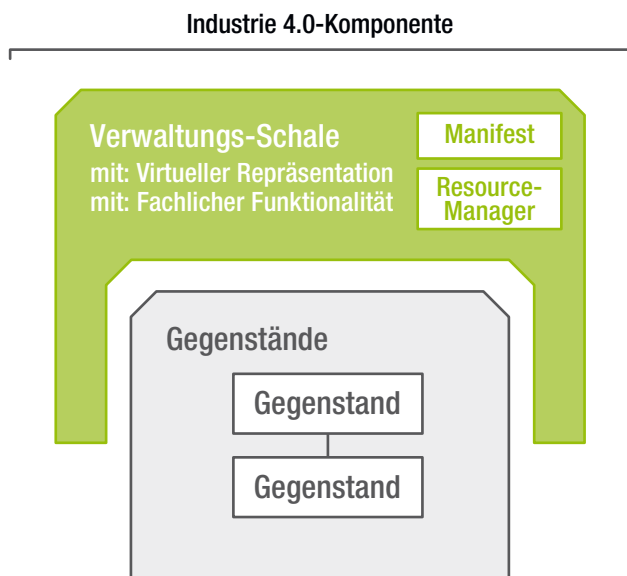 Industrie 4.0-Komponente
Verwaltungs-Schale
mit: Virtueller Repräsentation
mit: Fachlicher Funktionalität
Manifest
Resource-
Manager
Gegenstände
Gegenstand
Gegenstand